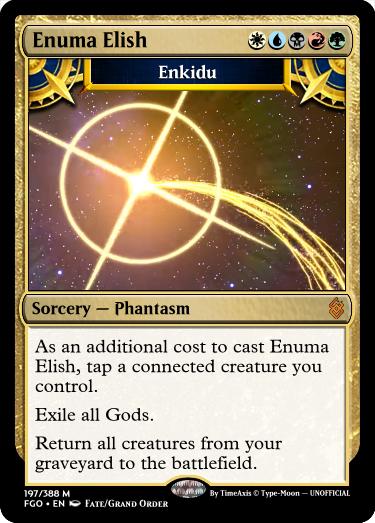 Enuma Elish
Enkidu
Sorcery — Phantasm
As an additional cost to cast Enuma
Elish, tap a connected creature you
control.
Exile all Gods.
Return all creatures from your
graveyard to the battlefield.
197/388 M
FGO • EN Fate/Grand Order
By TimeAxis © Type-Moon — UNOFFICIAL